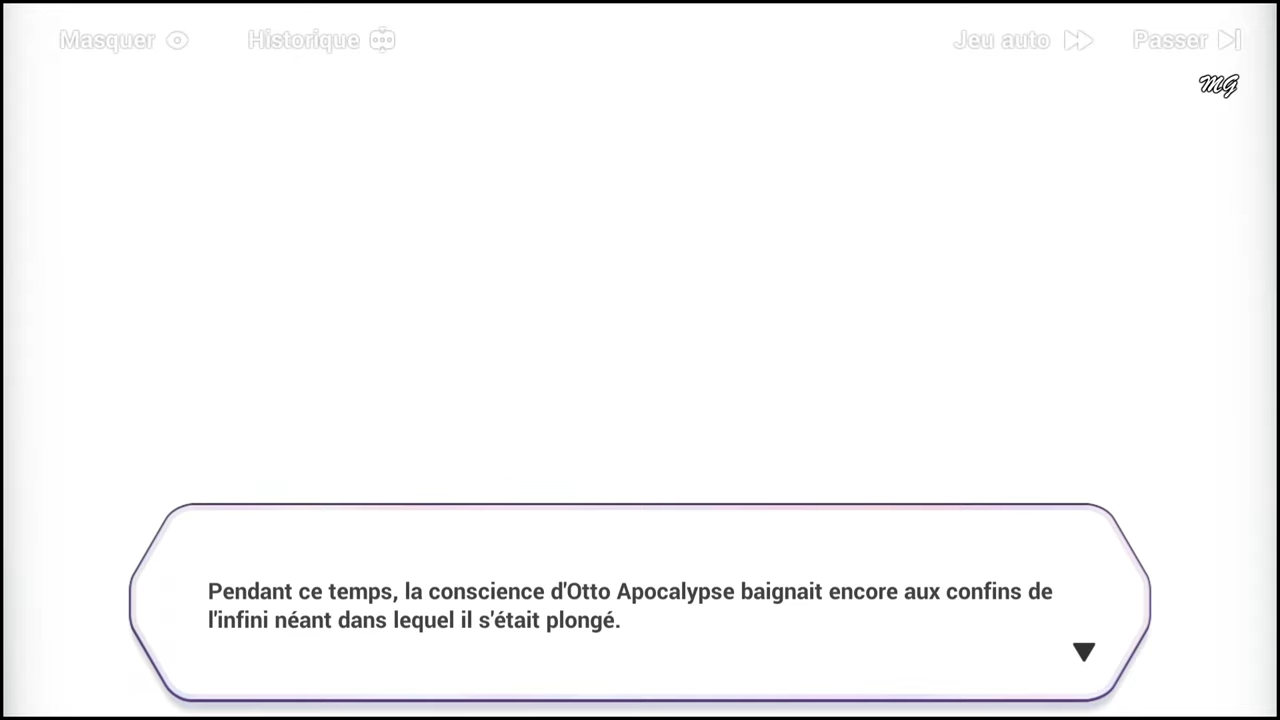 Masquer Historique Jeu auto Passer
MG
Pendant ce temps, la conscience d'Otto Apocalypse baignait encore aux confins de
l'infini néant dans lequel il s'était plongé.